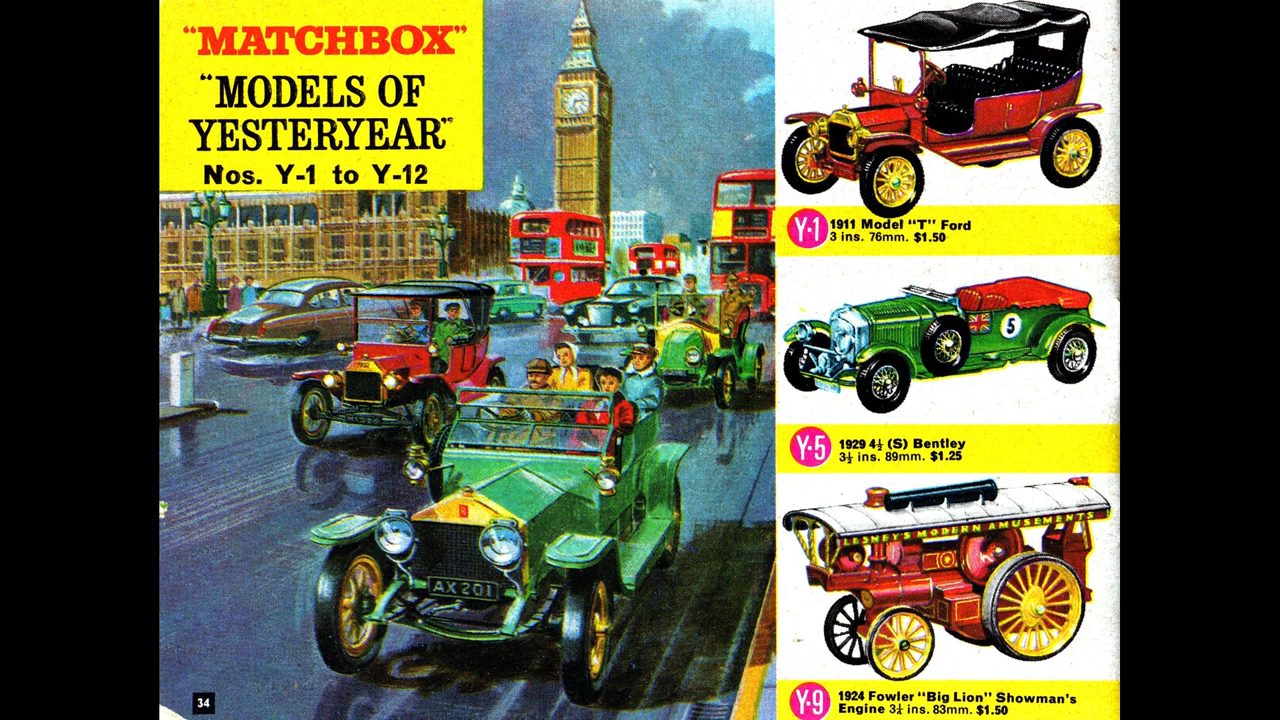 "MATCHBOX"
"MODELS OF
YESTERYEAR"
Nos. Y-1 to Y-12
AX 201
34
Y-1
1911 Model "T" Ford
3 ins. 76mm. $1.50
5
Y-5
1929 4½ (S) Bentley
3½ ins. 89mm. $1.25
LESNEY'S MODERN AMUSEMENTS
Y-9
1924 Fowler "Big Lion" Showman's
Engine 3¼ ins. 83mm. $1.50